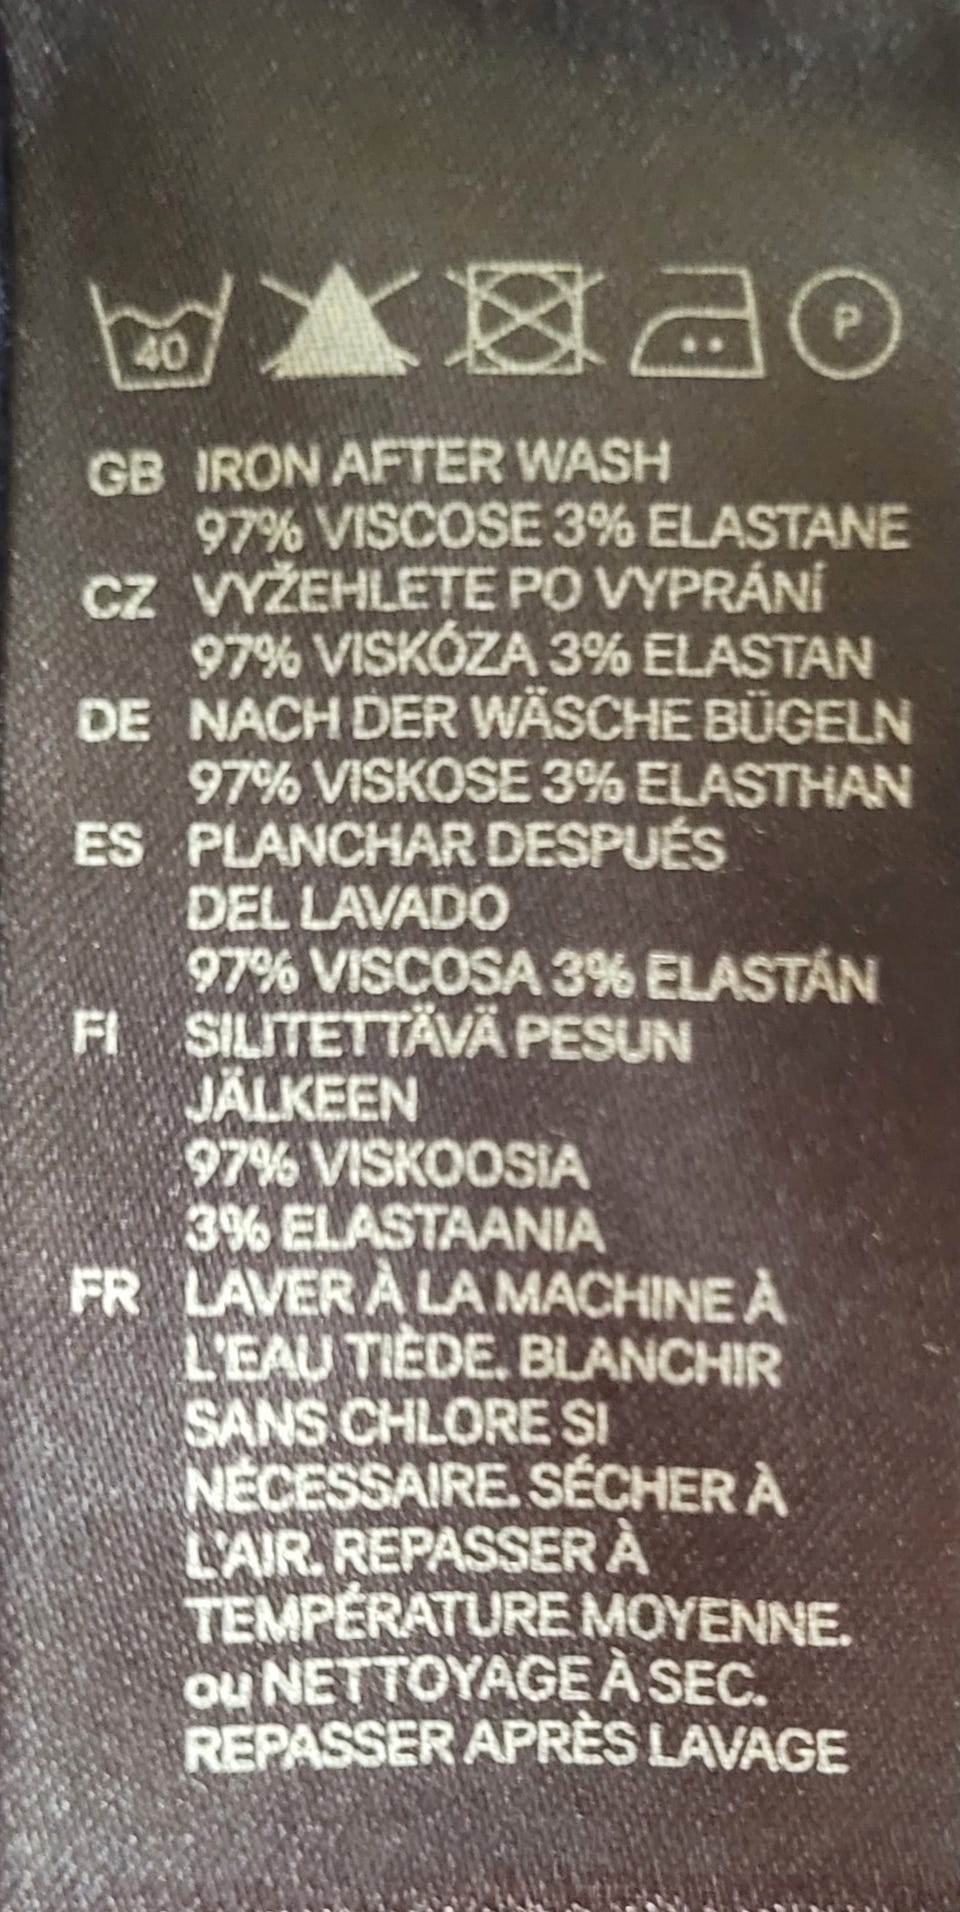 40 P
GB IRON AFTER WASH
97% VISCOSE 3% ELASTANE
CZ VYŽEHLETE PO VYPRÁNÍ
97% VISKÓZA 3% ELASTAN
DE NACH DER WÄSCHE BÜGELN
97% VISKOSE 3% ELASTHAN
ES PLANCHAR DESPUÉS
DEL LAVADO
97% VISCOSA 3% ELASTÁN
FI SILITETTÄVÄ PESUN
JÄLKEEN
97% VISKOOSIA
3% ELASTAANIA
FR LAVER À LA MACHINE À
L'EAU TIÈDE. BLANCHIR
SANS CHLORE SI
NÉCESSAIRE. SÉCHER À
L'AIR. REPASSER À
TEMPÉRATURE MOYENNE.
ou NETTOYAGE À SEC.
REPASSER APRÈS LAVAGE